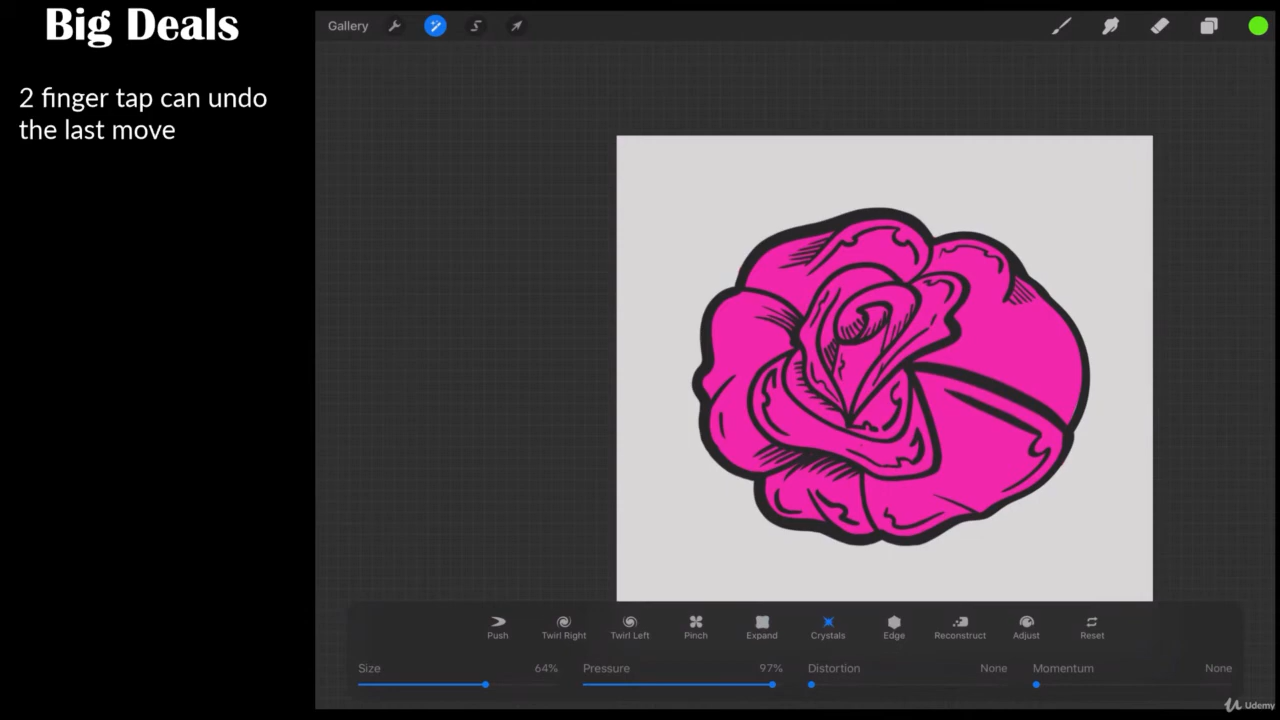 Big Deals
2 finger tap can undo
the last move
Gallery
Push
Twirl Right
Twirl Left
Pinch
Expand
Crystals
Edge
Reconstruct
Adjust
Reset
Size
64%
Pressure
97%
Distortion
None
Momentum
None
Udemy